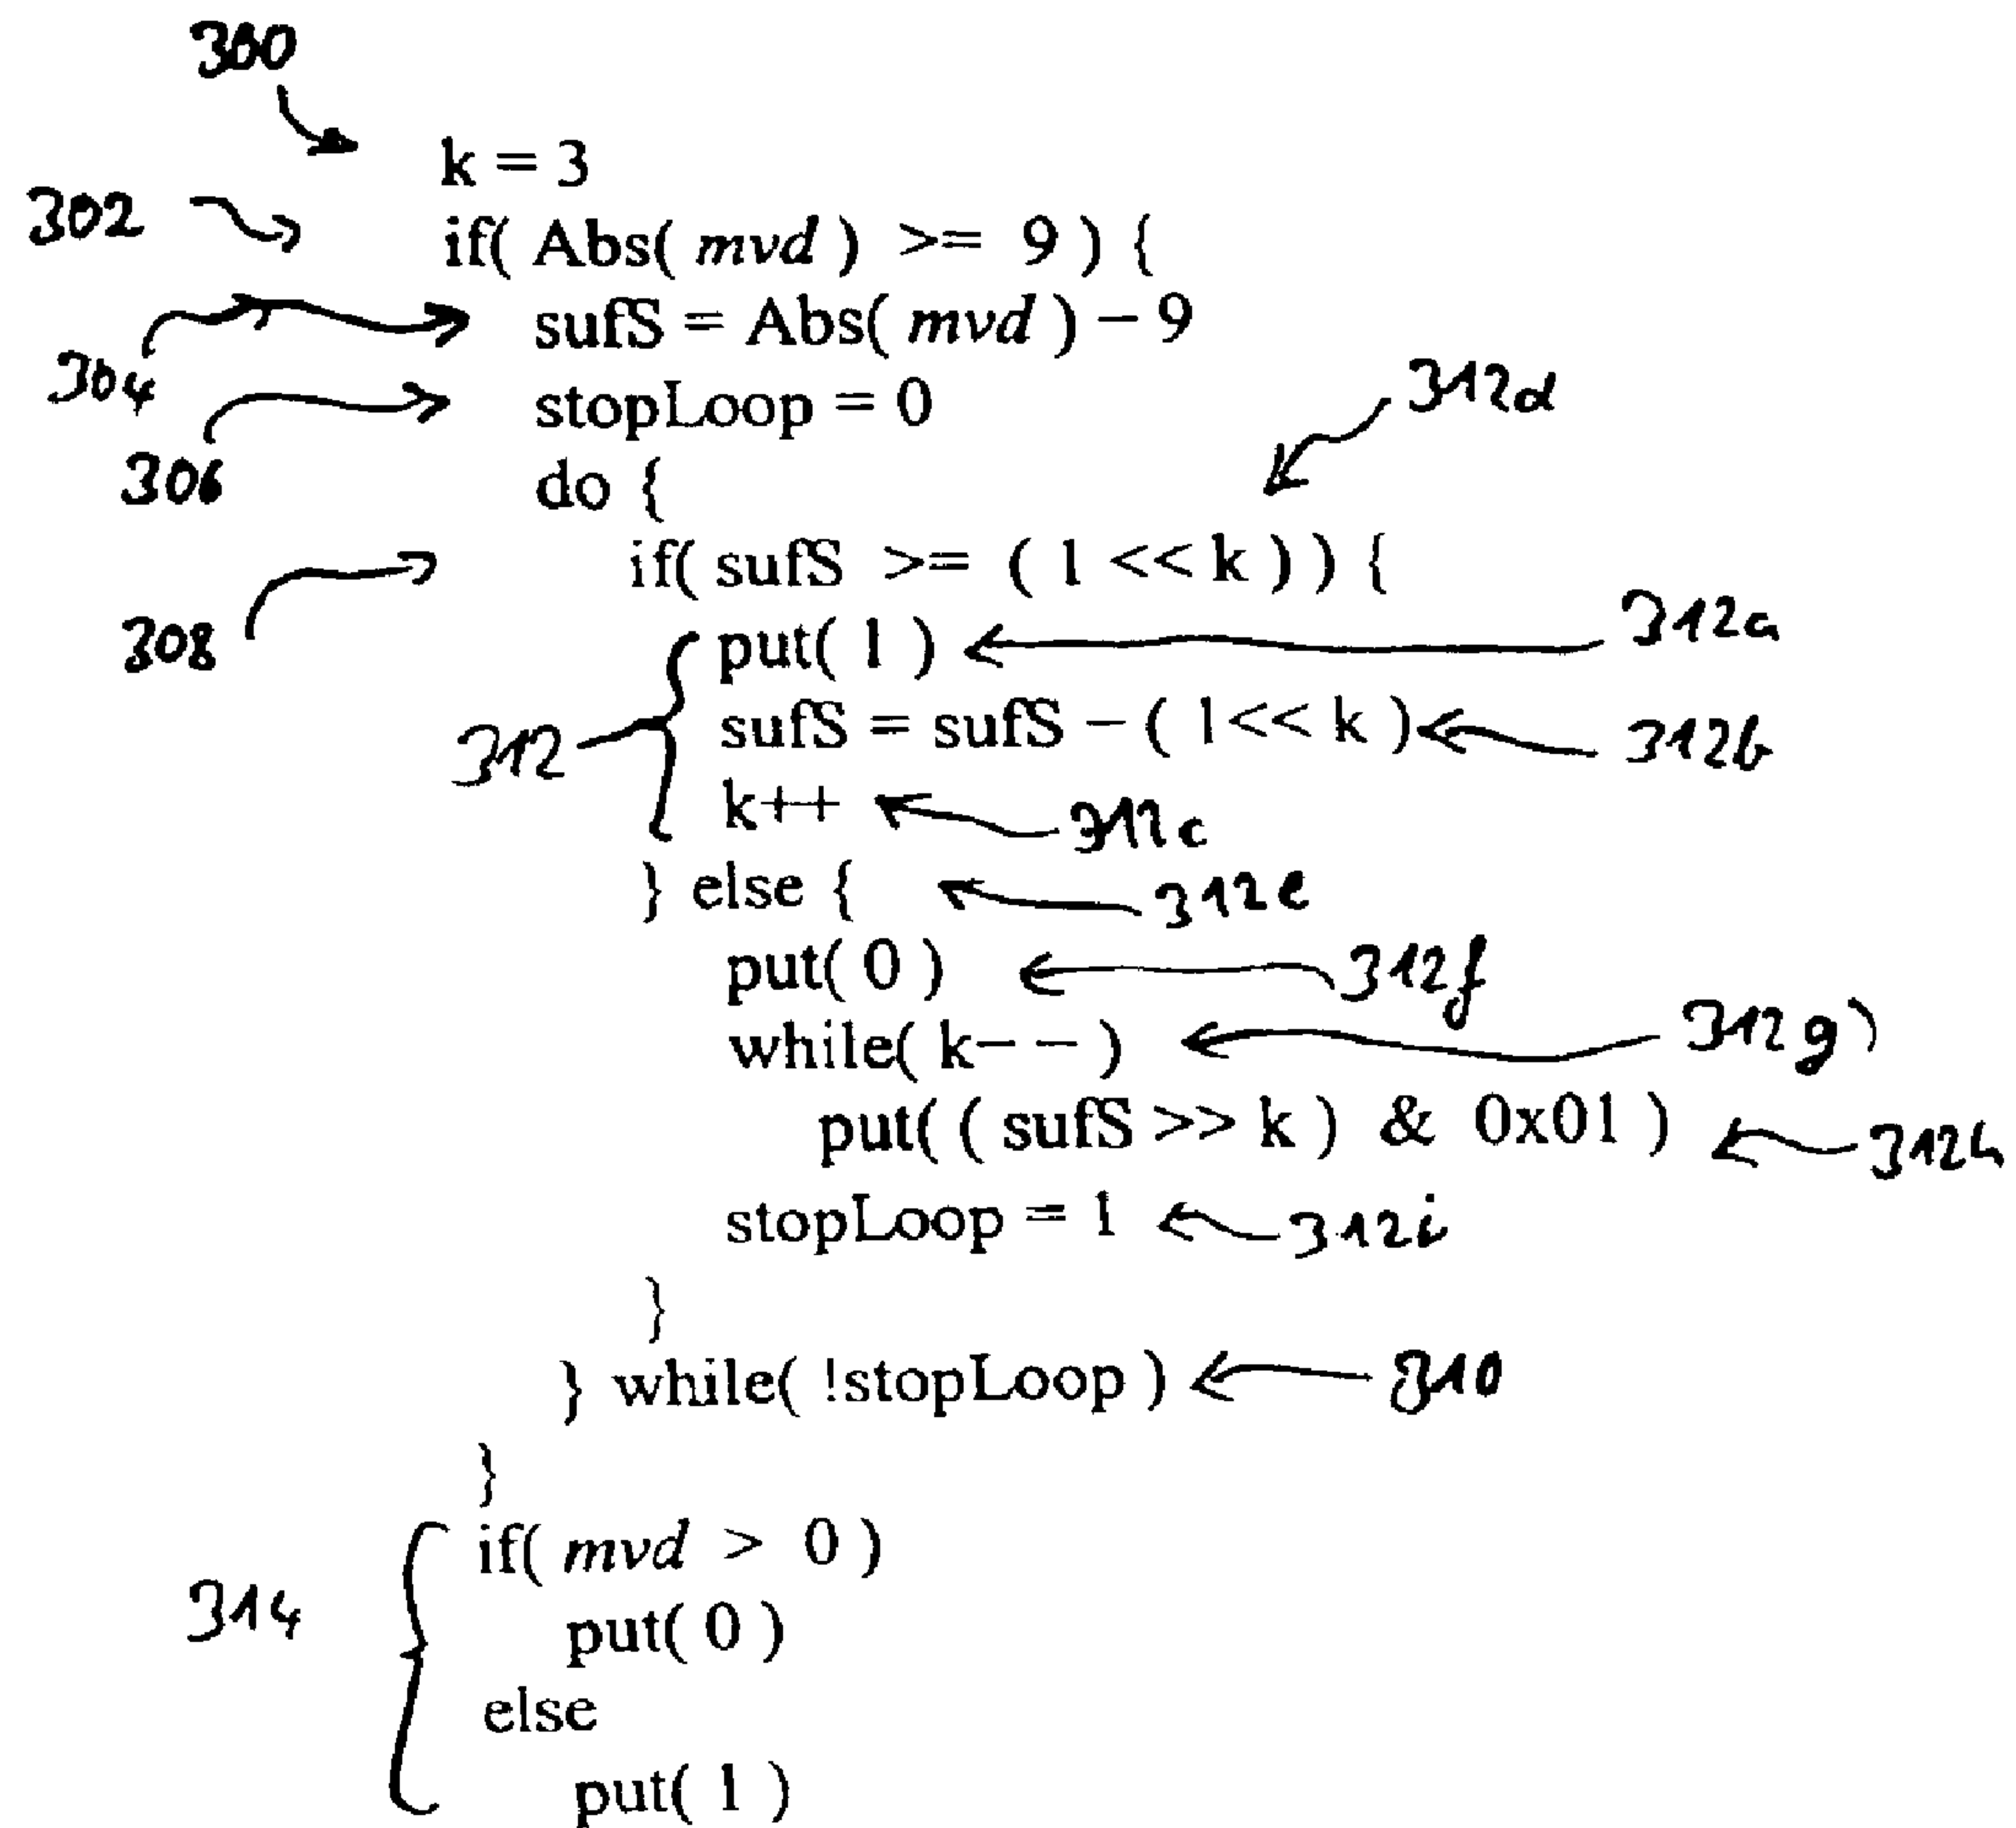 300
k = 3
302 if( Abs( mvd ) >= 9 ) {
304 sufS = Abs( mvd ) – 9
306 stopLoop = 0
do { 312d
308 if( sufS >= ( 1 << k ) ) {
put( 1 ) 312a
312 sufS = sufS – ( 1<< k ) 312b
k++ 312c
} else { 312e
put( 0 ) 312f
while( k– – ) 312g)
put( ( sufS >> k ) & 0x01 ) 312h
stopLoop = 1 312i
}
} while( !stopLoop ) 310
}
if( mvd > 0 )
314 put( 0 )
else
put( 1 )